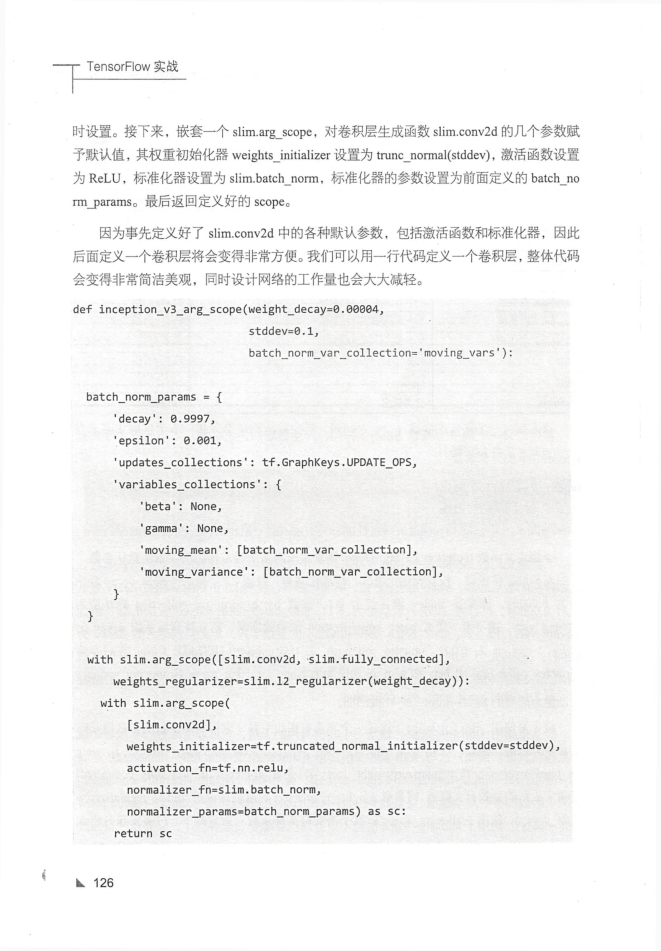 TensorFlow 实战
时设置。接下来，嵌套一个 slim.arg_scope，对卷积层生成函数 slim.conv2d 的几个参数赋
予默认值，其权重初始化器 weights_initializer 设置为 trunc_normal(stddev)，激活函数设置
为 ReLU，标准化器设置为 slim.batch_norm，标准化器的参数设置为前面定义的 batch_no
rm_params。最后返回定义好的 scope。
因为事先定义好了 slim.conv2d 中的各种默认参数，包括激活函数和标准化器，因此
后面定义一个卷积层将会变得非常方便。我们可以用一行代码定义一个卷积层，整体代码
会变得非常简洁美观，同时设计网络的工作量也会大大减轻。
def inception_v3_arg_scope(weight_decay=0.00004,
stddev=0.1,
batch_norm_var_collection='moving_vars'):
batch_norm_params = {
'decay': 0.9997,
'epsilon': 0.001,
'updates_collections': tf.GraphKeys.UPDATE_OPS,
'variables_collections': {
'beta': None,
'gamma': None,
'moving_mean': [batch_norm_var_collection],
'moving_variance': [batch_norm_var_collection],
}
}
with slim.arg_scope([slim.conv2d, slim.fully_connected],
weights_regularizer=slim.l2_regularizer(weight_decay)):
with slim.arg_scope(
[slim.conv2d],
weights_initializer=tf.truncated_normal_initializer(stddev=stddev),
activation_fn=tf.nn.relu,
normalizer_fn=slim.batch_norm,
normalizer_params=batch_norm_params) as sc:
return sc
126